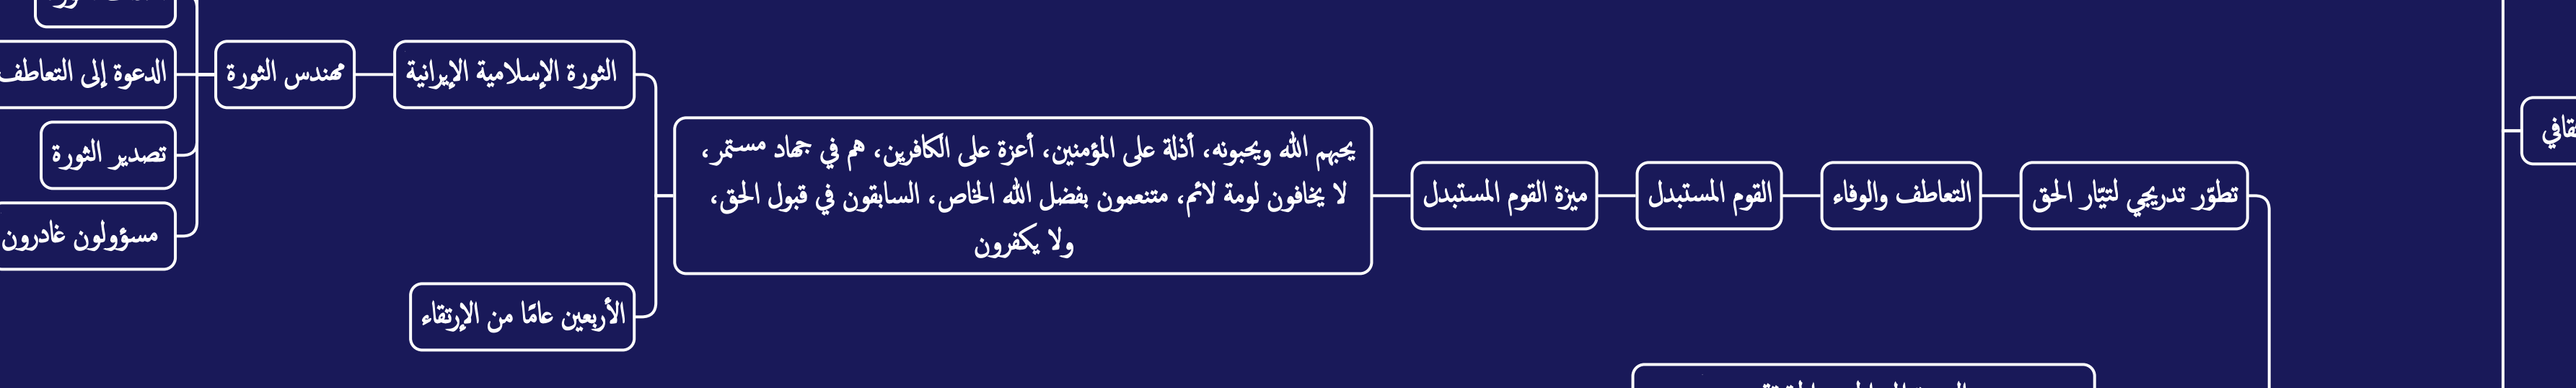 تطوّر تدريجي لتيّار الحق
التعاطف والوفاء
القوم المستبدل
ميزة القوم المستبدل
يحبهم الله ويحبونه، أذلة على المؤمنين، أعزة على الكافرين، هم في جهاد مستمر،
لا يخافون لومة لائم، متنعمون بفضل الله الخاص، السابقون في قبول الحق،
ولا يكفرون
الثورة الإسلامية الإيرانية
مهندس الثورة
الدعوة إلى التعاطف
تصدير الثورة
مسؤولون غادرون
الأربعين عامًا من الإرتقاء